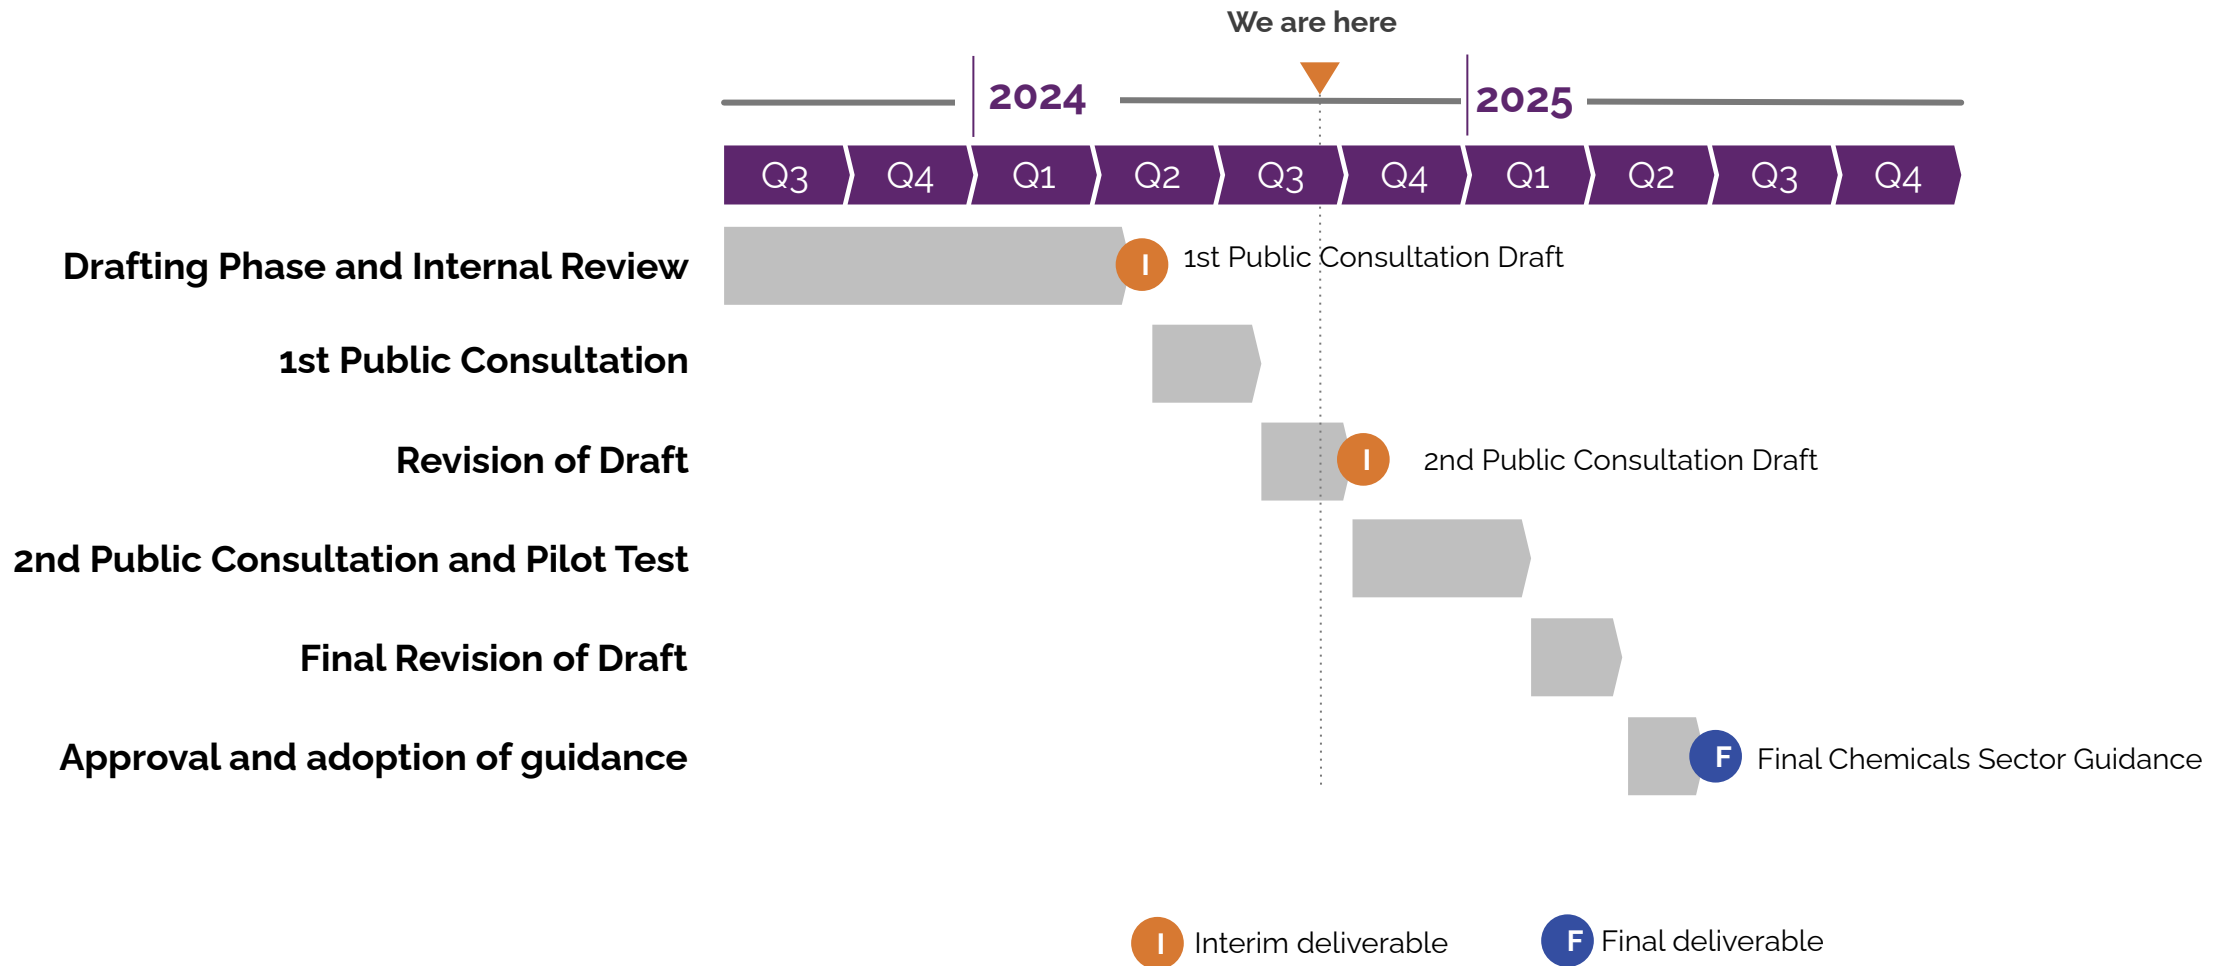 We are here
2024
2025
Q3 Q4 Q1 Q2 Q3 Q4 Q1 Q2 Q3 Q4
Drafting Phase and Internal Review
I
1st Public Consultation Draft
1st Public Consultation
Revision of Draft
I
2nd Public Consultation Draft
2nd Public Consultation and Pilot Test
Final Revision of Draft
Approval and adoption of guidance
F
Final Chemicals Sector Guidance
I
Interim deliverable
F
Final deliverable